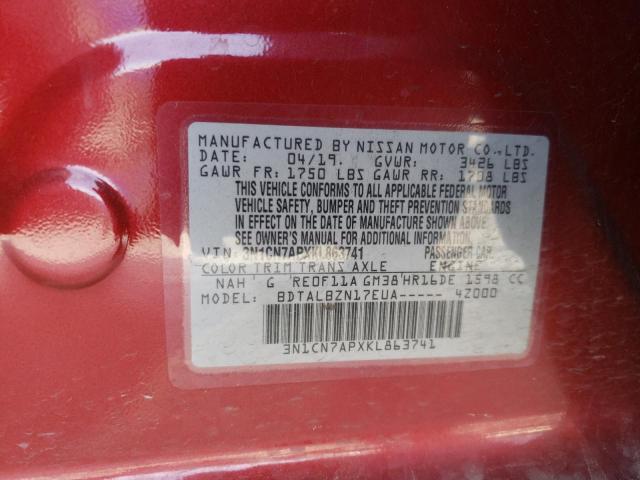 MANUFACTURED BY NISSAN MOTOR CO., LTD.
DATE: 04/19. GVWR: 3426 LBS
GAWR FR: 1750 LBS GAWR RR: 1708 LBS
THIS VEHICLE CONFORMS TO ALL APPLICABLE FEDERAL MOTOR
VEHICLE SAFETY, BUMPER AND THEFT PREVENTION STANDARDS
IN EFFECT ON THE DATE OF MANUFACTURE SHOWN ABOVE.
SEE OWNER'S MANUAL FOR ADDITIONAL INFORMATION.
VIN: 3N1CN7APXKL863741 PASSENGER CAR
COLOR TRIM TRANS AXLE ENGINE
NAH G RE0F11A GM38 HR16DE 1598 CC
MODEL: BDTALBZN17EUA----- 42000
3N1CN7APXKL863741